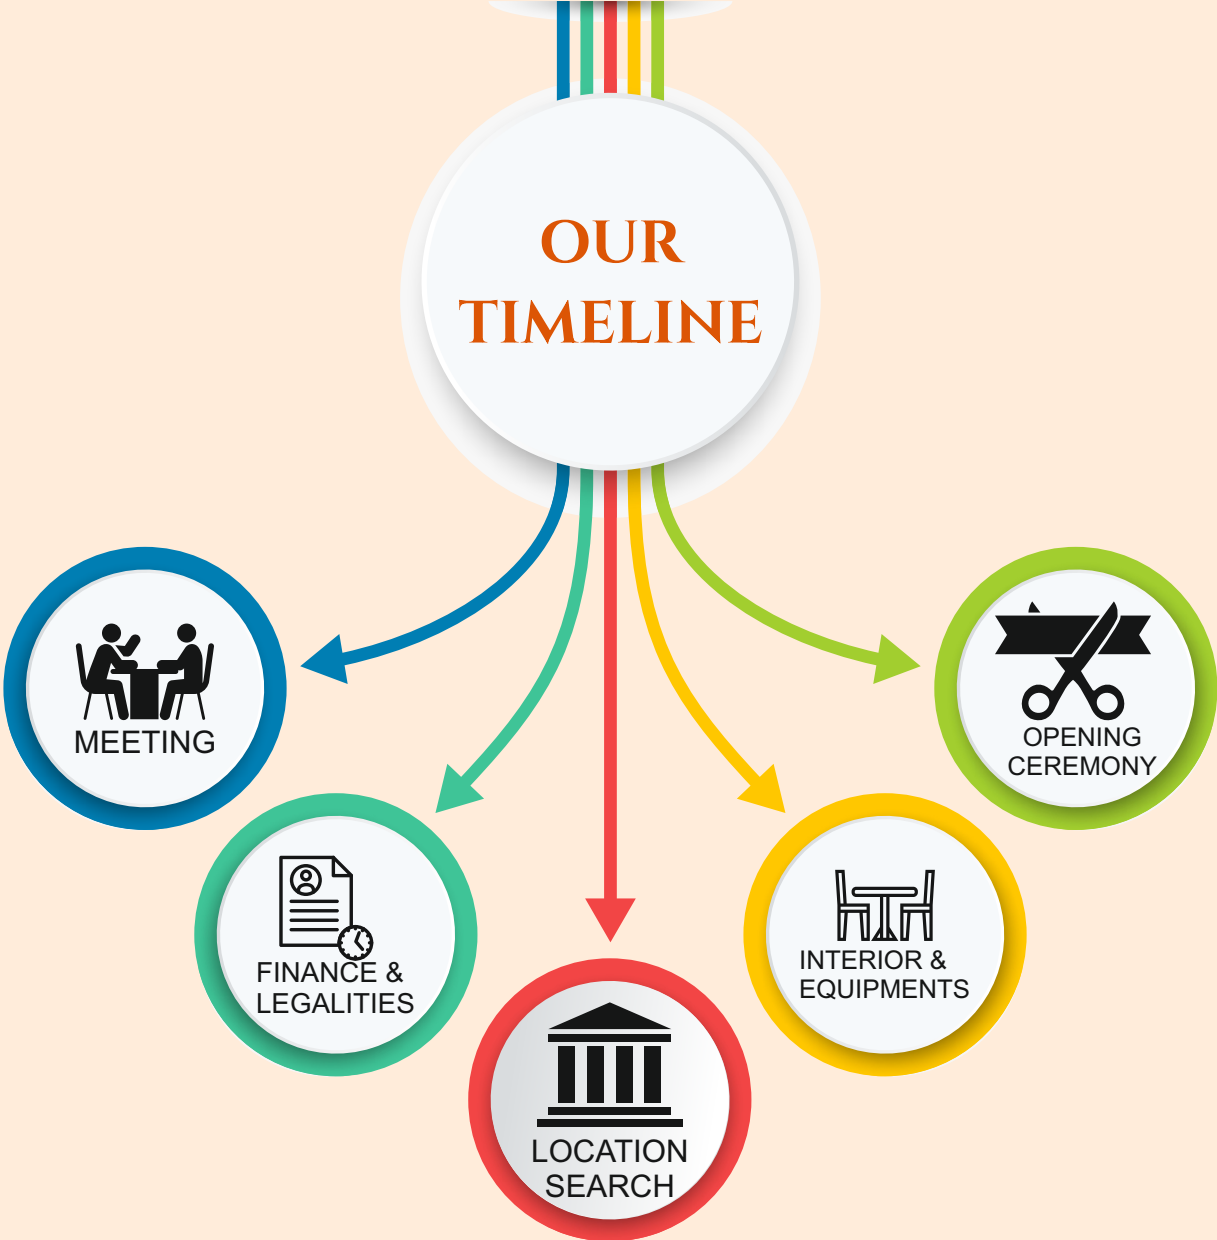 OUR
TIMELINE
MEETING
FINANCE &
LEGALITIES
LOCATION
SEARCH
INTERIOR &
EQUIPMENTS
OPENING
CEREMONY